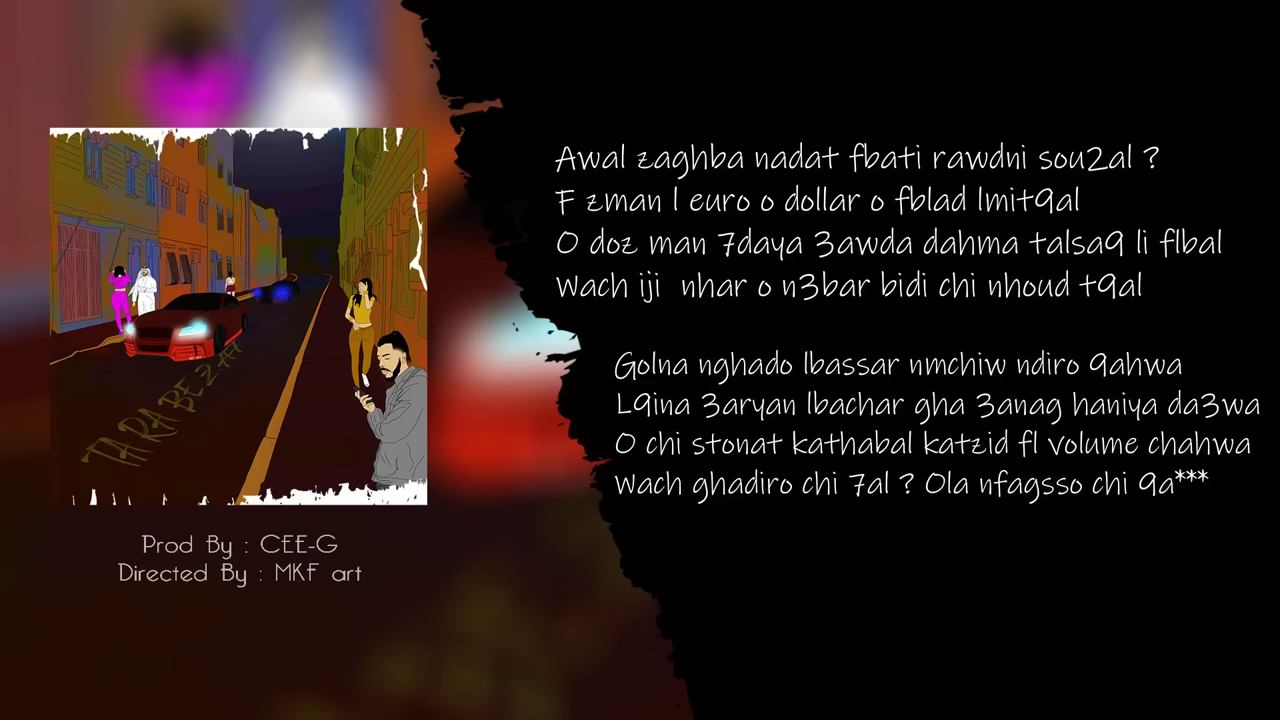 Awal zaghba nadat fbati rawdni sou2al ?
F zman l euro o dollar o fblad lmit9al
O doz man 7daya 3awda dahma talsa9 li flbal
Wach iji nhar o n3bar bidi chi nhoud t9al
Golna nghado lbassar nmchiw ndiro 9ahwa
L9ina 3aryan lbachar gha 3anag haniya da3wa
O chi stonat kathabal katzid fl volume chahwa
Wach ghadiro chi 7al ? Ola nfagsso chi 9a***
TARABEZAT
Prod By : CEE-G
Directed By : MKF art